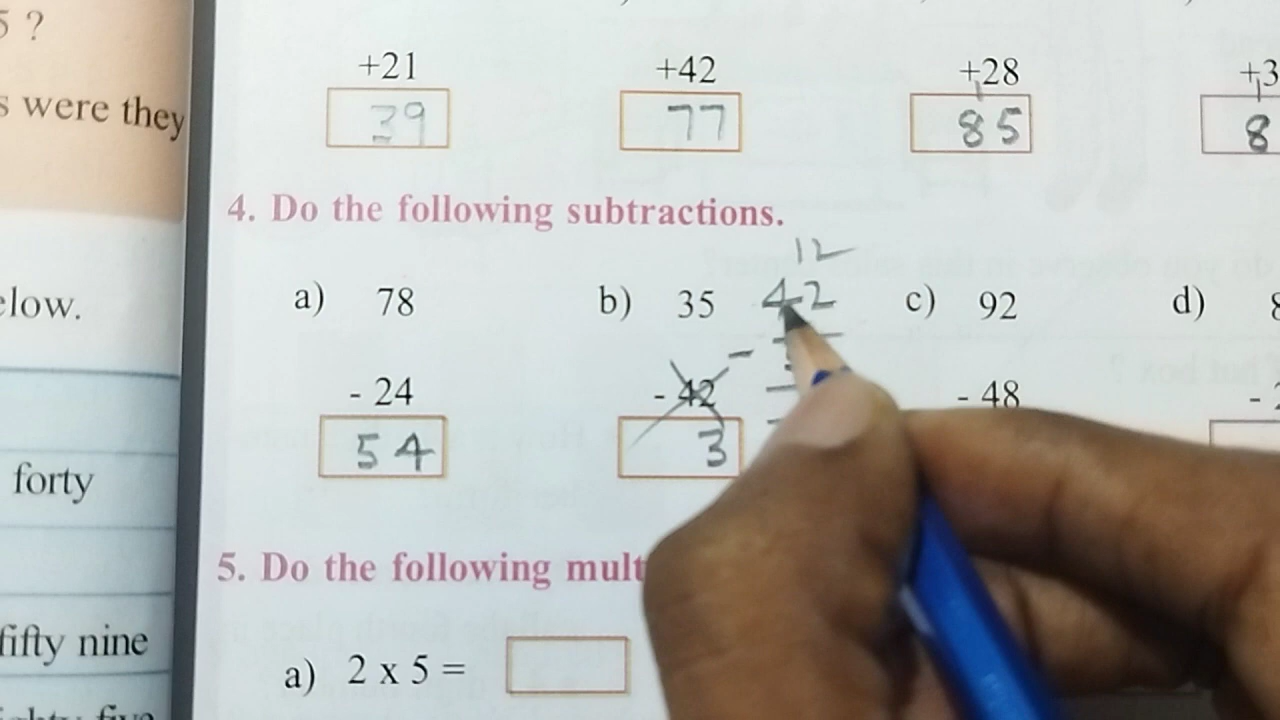 5 ?
s were they
elow.
forty
fifty nine
+21
+42
+28
+3
39
77
85
8
4. Do the following subtractions.
12
a) 78
b) 35
42
c) 92
d) 8
- 24
- 42
-
- 48
-
54
3
5. Do the following mult
a) 2 x 5 =